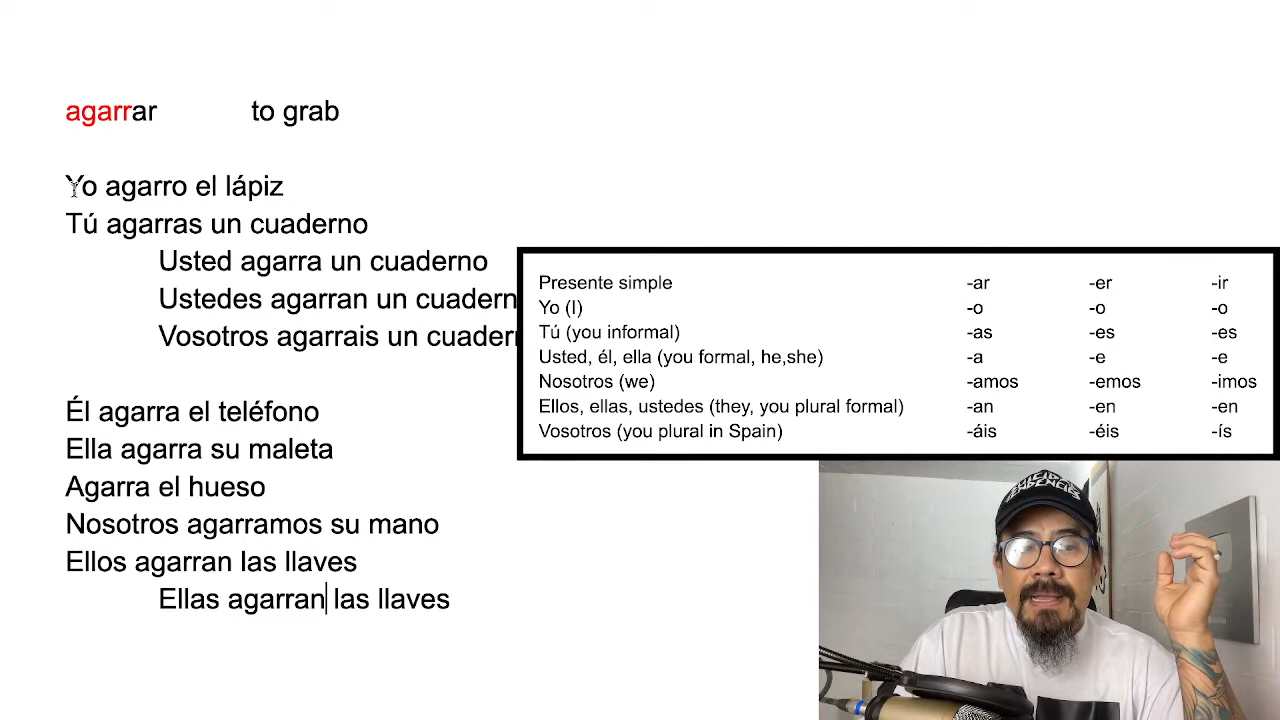 agarrar to grab
Yo agarro el lápiz
Tú agarras un cuaderno
Usted agarra un cuaderno
Ustedes agarran un cuadern
Vosotros agarrais un cuader
Él agarra el teléfono
Ella agarra su maleta
Agarra el hueso
Nosotros agarramos su mano
Ellos agarran las llaves
Ellas agarran las llaves
Presente simple -ar -er -ir
Yo (I) -o -o -o
Tú (you informal) -as -es -es
Usted, él, ella (you formal, he,she) -a -e -e
Nosotros (we) -amos -emos -imos
Ellos, ellas, ustedes (they, you plural formal) -an -en -en
Vosotros (you plural in Spain) -áis -éis -ís